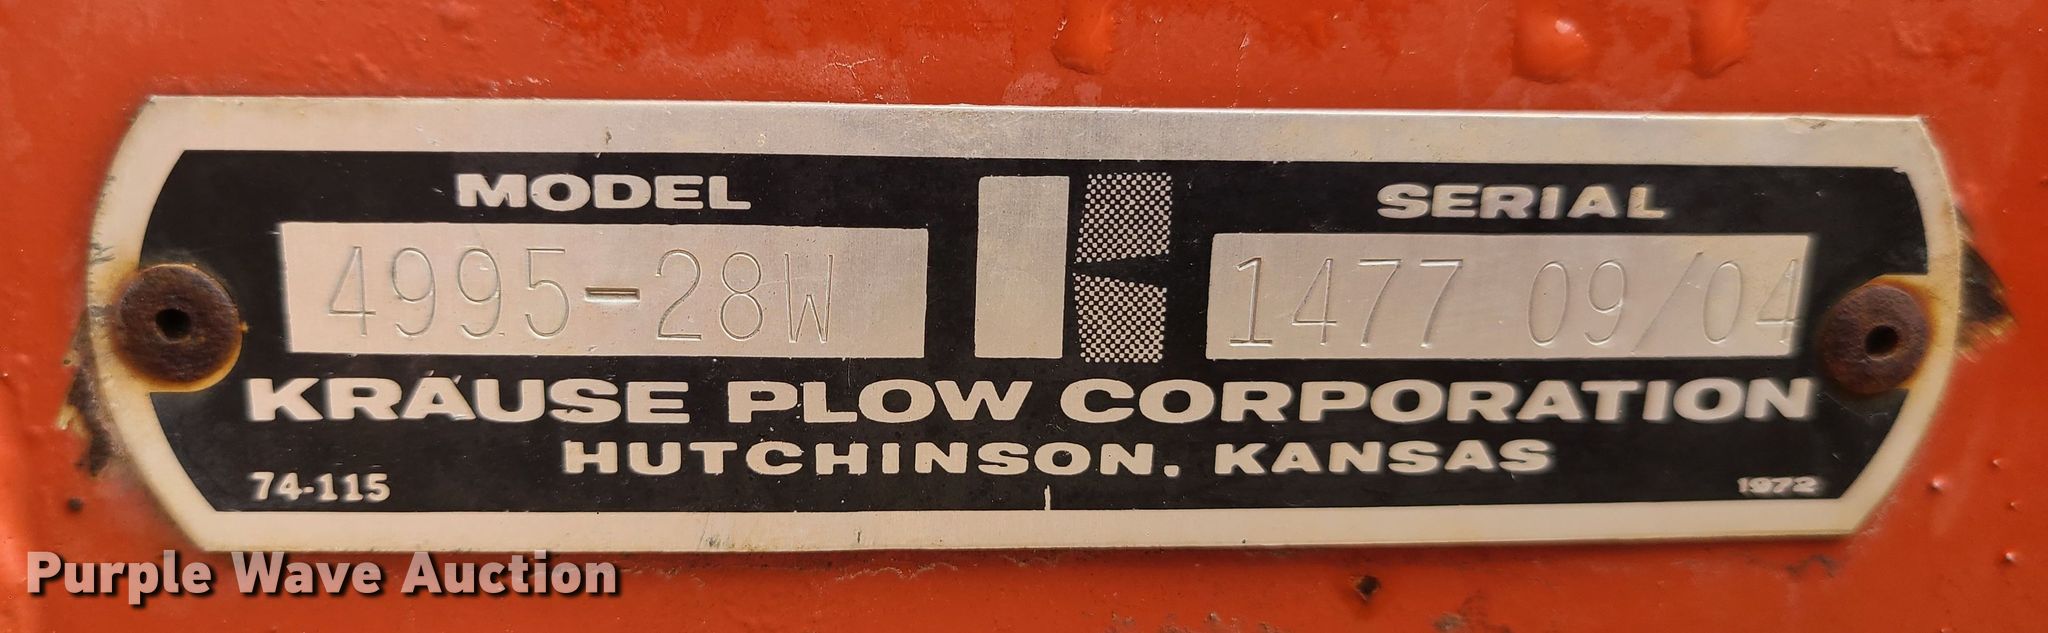 MODEL
SERIAL
4995-28W
1477 09/04
KRAUSE PLOW CORPORATION
HUTCHINSON, KANSAS
74-115
1972
Purple Wave Auction